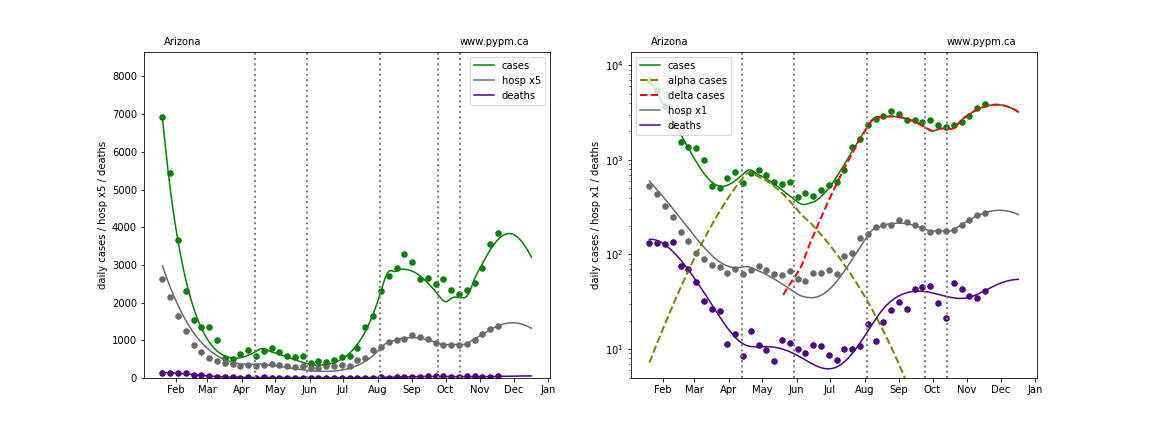 Arizona
www.pypm.ca
cases
hosp x5
deaths
daily cases / hosp x5 / deaths
8000
7000
6000
5000
4000
3000
2000
1000
0
Feb Mar Apr May Jun Jul Aug Sep Oct Nov Dec Jan
Arizona
www.pypm.ca
cases
alpha cases
delta cases
hosp x1
deaths
daily cases / hosp x1 / deaths
10⁴
10³
10²
10¹
Feb Mar Apr May Jun Jul Aug Sep Oct Nov Dec Jan